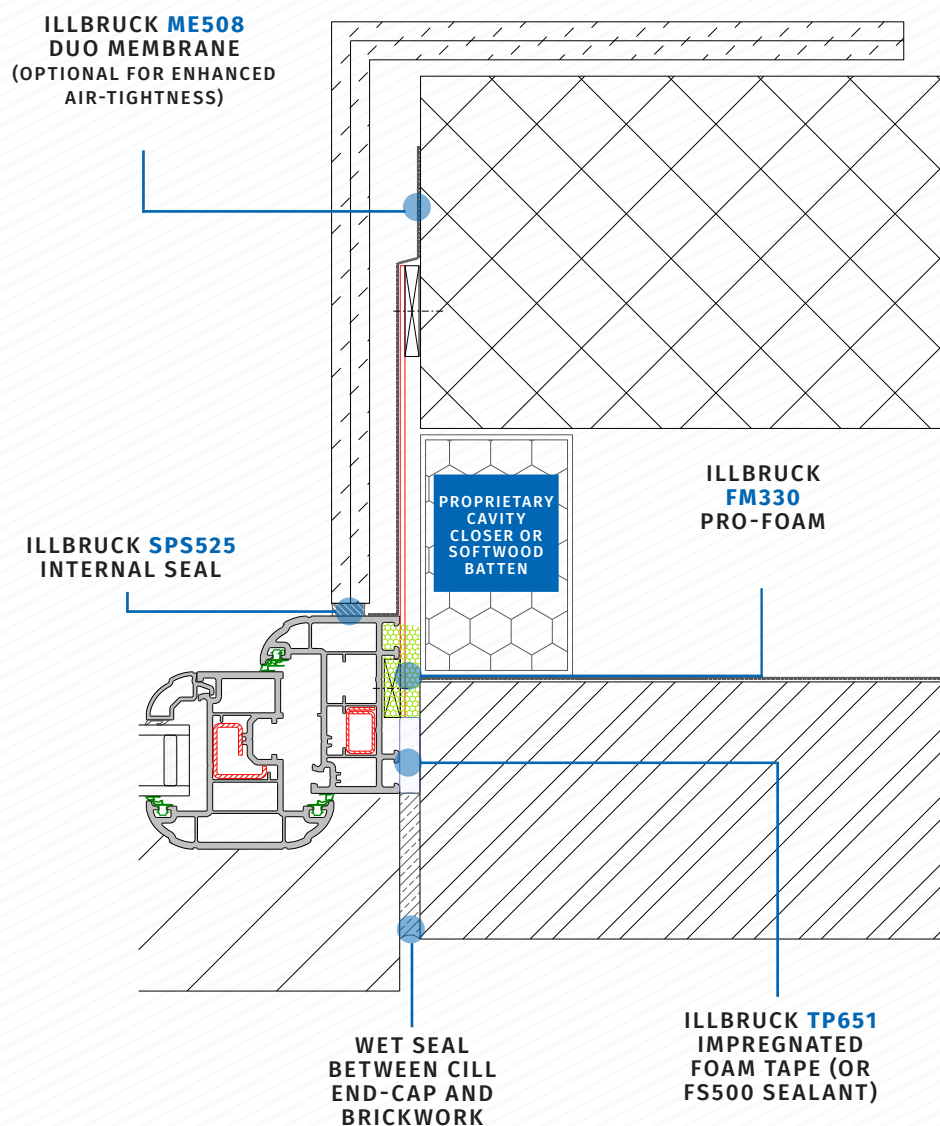 ILLBRUCK ME508
DUO MEMBRANE
(OPTIONAL FOR ENHANCED
AIR-TIGHTNESS)
PROPRIETARY
CAVITY
CLOSER OR
SOFTWOOD
BATTEN
ILLBRUCK
FM330
PRO-FOAM
ILLBRUCK SPS525
INTERNAL SEAL
WET SEAL
BETWEEN CILL
END-CAP AND
BRICKWORK
ILLBRUCK TP651
IMPREGNATED
FOAM TAPE (OR
FS500 SEALANT)